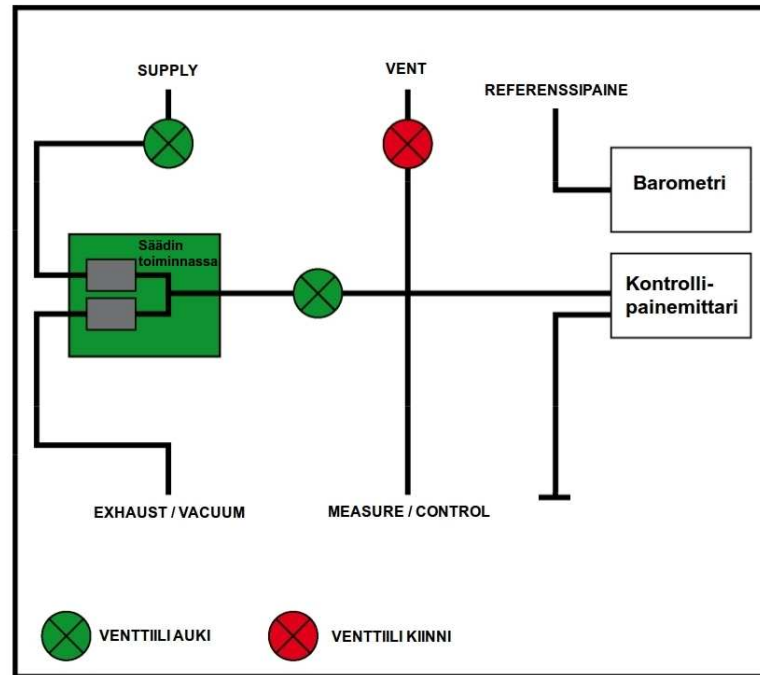 SUPPLY
VENT
REFERENSSIPAINE
Barometri
Säädin
toiminnassa
Kontrolli-
painemittari
EXHAUST / VACUUM
MEASURE / CONTROL
VENTTIILI AUKI
VENTTIILI KIINNI